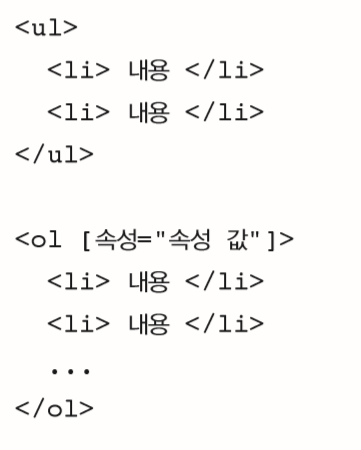 <ul>
<li> 내용 </li>
<li> 내용 </li>
</ul>
<ol [속성="속성 값"]>
<li> 내용 </li>
<li> 내용 </li>
...
</ol>